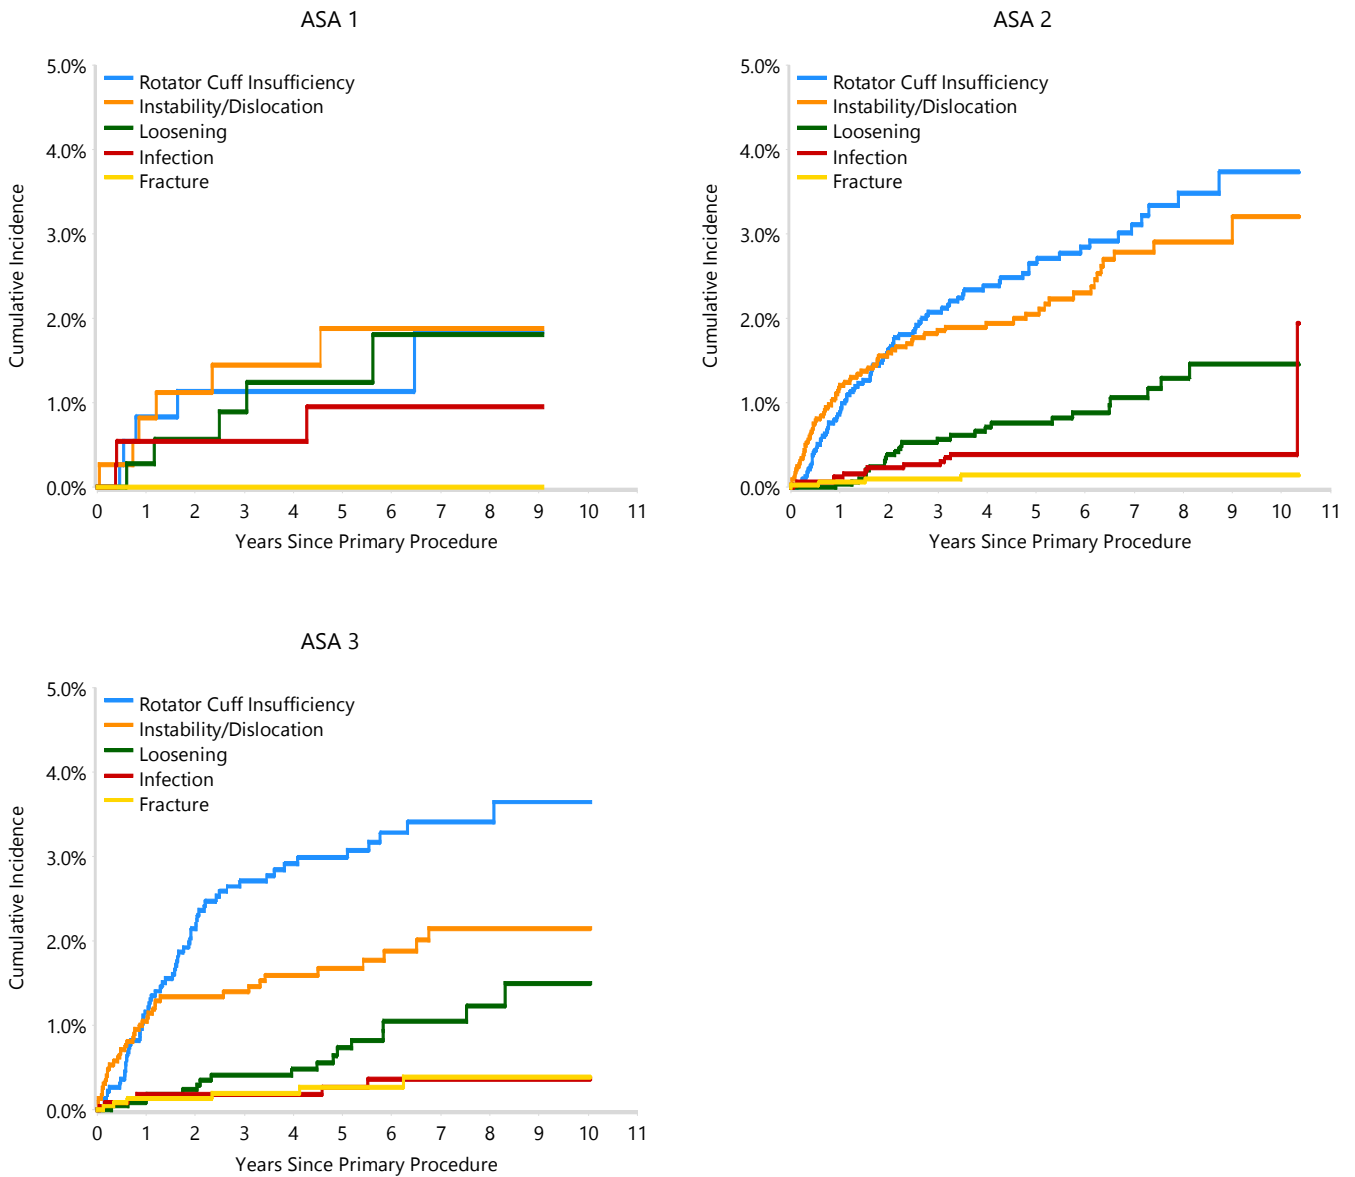 ASA 1
5.0%
4.0%
3.0%
2.0%
1.0%
0.0%
Cumulative Incidence
Rotator Cuff Insufficiency
Instability/Dislocation
Loosening
Infection
Fracture
0 1 2 3 4 5 6 7 8 9 10 11
Years Since Primary Procedure
ASA 2
5.0%
4.0%
3.0%
2.0%
1.0%
0.0%
Cumulative Incidence
Rotator Cuff Insufficiency
Instability/Dislocation
Loosening
Infection
Fracture
0 1 2 3 4 5 6 7 8 9 10 11
Years Since Primary Procedure
ASA 3
5.0%
4.0%
3.0%
2.0%
1.0%
0.0%
Cumulative Incidence
Rotator Cuff Insufficiency
Instability/Dislocation
Loosening
Infection
Fracture
0 1 2 3 4 5 6 7 8 9 10 11
Years Since Primary Procedure